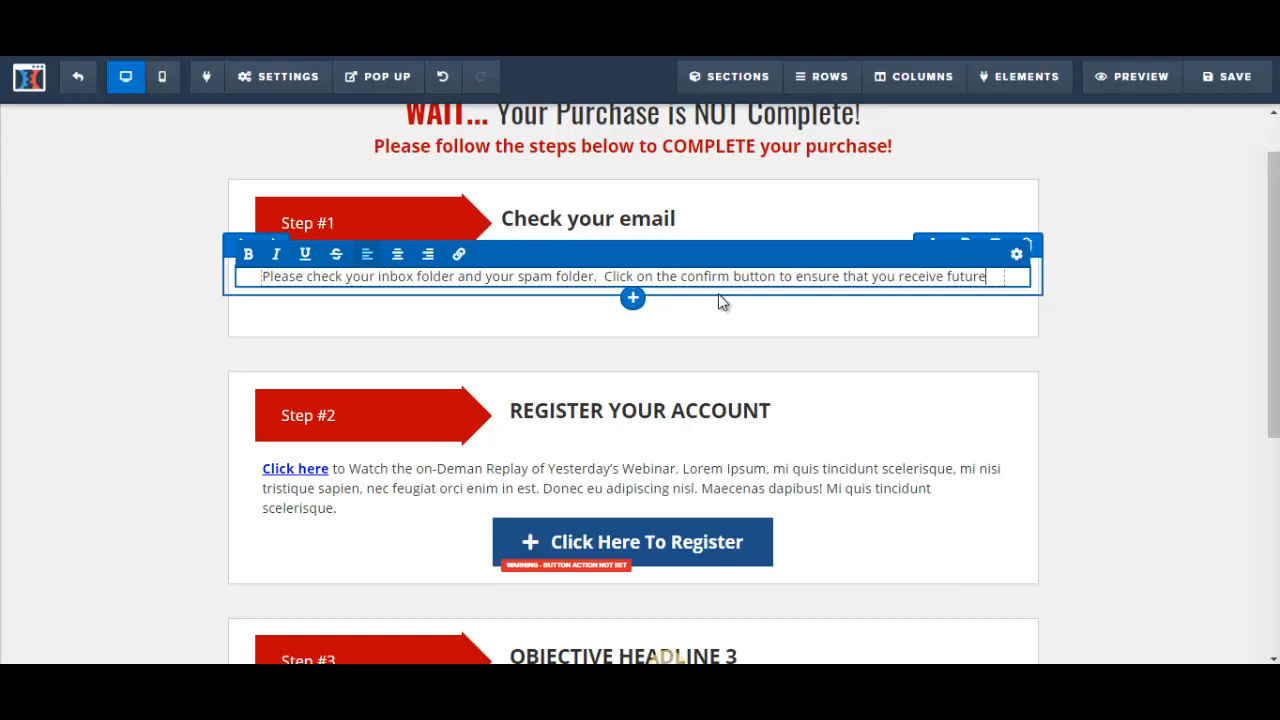 SETTINGS
POP UP
SECTIONS
ROWS
COLUMNS
ELEMENTS
PREVIEW
SAVE
WAIT... Your Purchase is NOT Complete!
Please follow the steps below to COMPLETE your purchase!
Step #1
Check your email
B I U S
Please check your inbox folder and your spam folder. Click on the confirm button to ensure that you receive future
Step #2
REGISTER YOUR ACCOUNT
Click here to Watch the on-Deman Replay of Yesterday's Webinar. Lorem Ipsum, mi quis tincidunt scelerisque, mi nisi
tristique sapien, nec feugiat orci enim in est. Donec eu adipiscing nisl. Maecenas dapibus! Mi quis tincidunt
scelerisque.
Click Here To Register
WARNING - BUTTON ACTION NOT SET
Step #3
OBJECTIVE HEADLINE 3